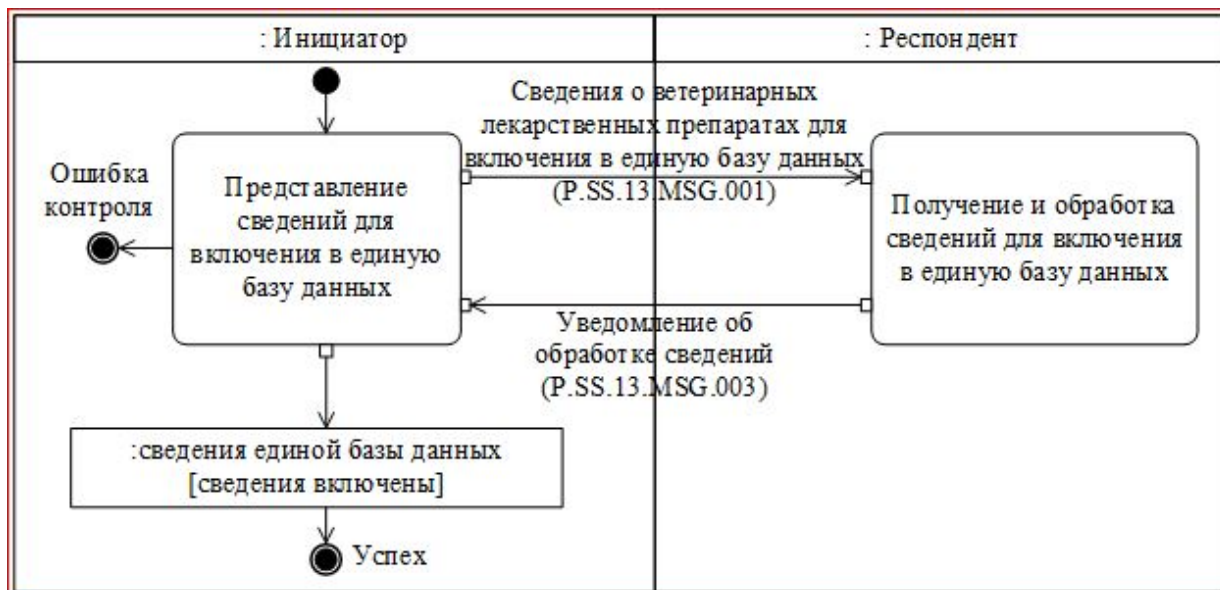 : Инициатор
: Респондент
Сведения о ветеринарных
лекарственных препаратах для
включения в единую базу данных
(P.SS.13.MSG.001)
Ошибка
контроля
Представление
сведений для
включения в единую
базу данных
Получение и обработка
сведений для включения
в единую базу данных
Уведомление об
обработке сведений
(P.SS.13.MSG.003)
:сведения единой базы данных
[сведения включены]
Успех